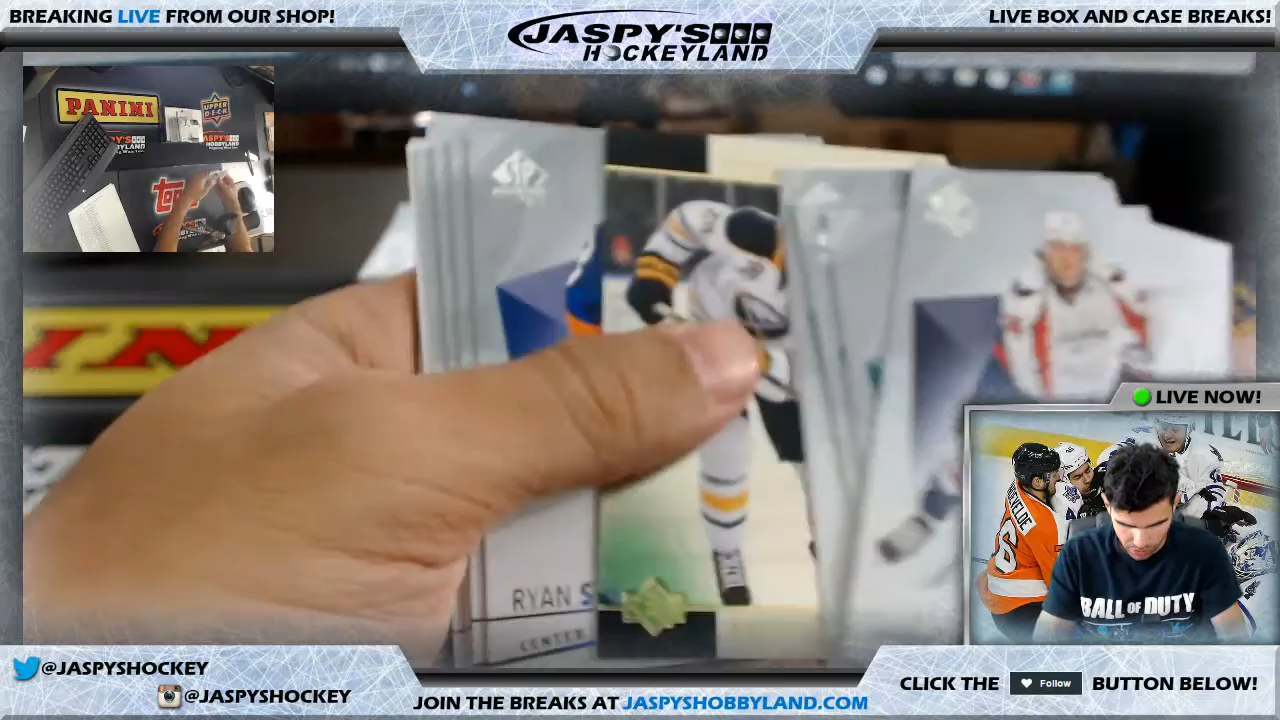 BREAKING LIVE FROM OUR SHOP!
JASPY'S
HOCKEYLAND
LIVE BOX AND CASE BREAKS!
PANINI
UPPER DECK
RYAN S
CENTER
LIVE NOW!
BALL OF DUTY
@JASPYSHOCKEY
@JASPYSHOCKEY
JOIN THE BREAKS AT JASPYSHOBBYLAND.COM
CLICK THE Follow BUTTON BELOW!